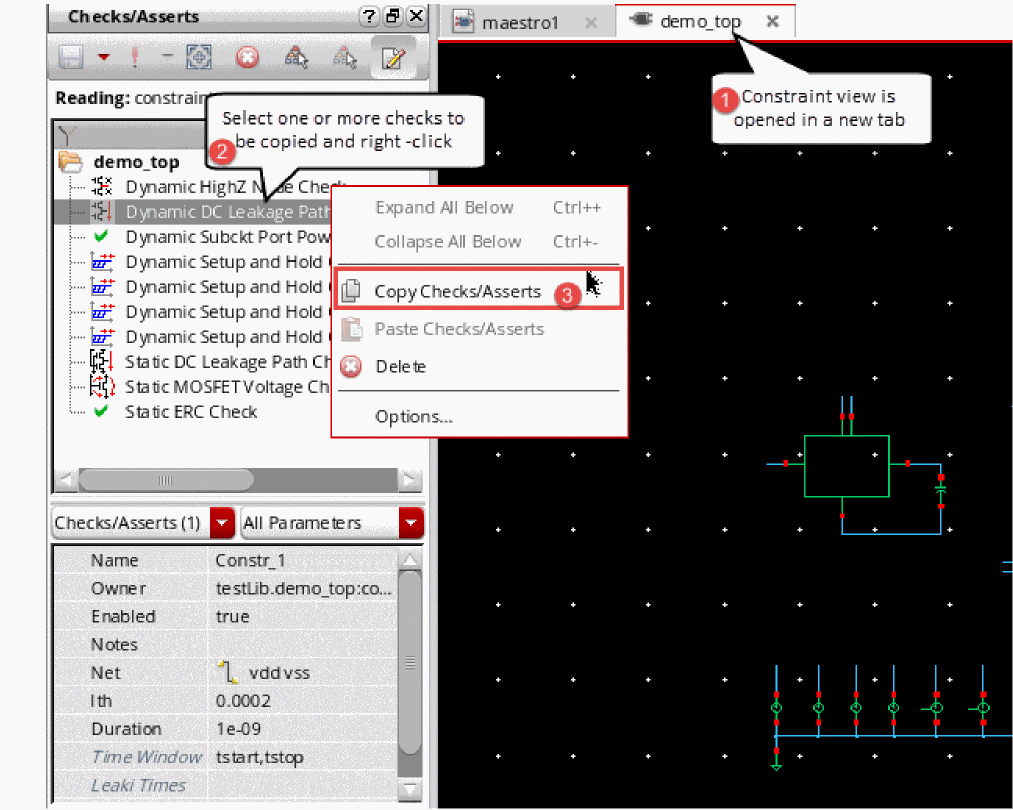 Checks/Asserts
maestro1
demo_top
Reading: constrain
1 Constraint view is
opened in a new tab
Select one or more checks to
2 be copied and right -click
demo_top
Dynamic HighZ Node Check
Dynamic DC Leakage Path
Dynamic Subckt Port Pow
Dynamic Setup and Hold
Dynamic Setup and Hold
Dynamic Setup and Hold
Dynamic Setup and Hold
Static DC Leakage Path Ch
Static MOSFET Voltage Ch
Static ERC Check
Expand All Below Ctrl++
Collapse All Below Ctrl+-
Copy Checks/Asserts 3
Paste Checks/Asserts
Delete
Options...
Checks/Asserts (1) All Parameters
Name Constr_1
Owner testLib.demo_top:co...
Enabled true
Notes
Net vdd vss
Ith 0.0002
Duration 1e-09
Time Window tstart,tstop
Leaki Times